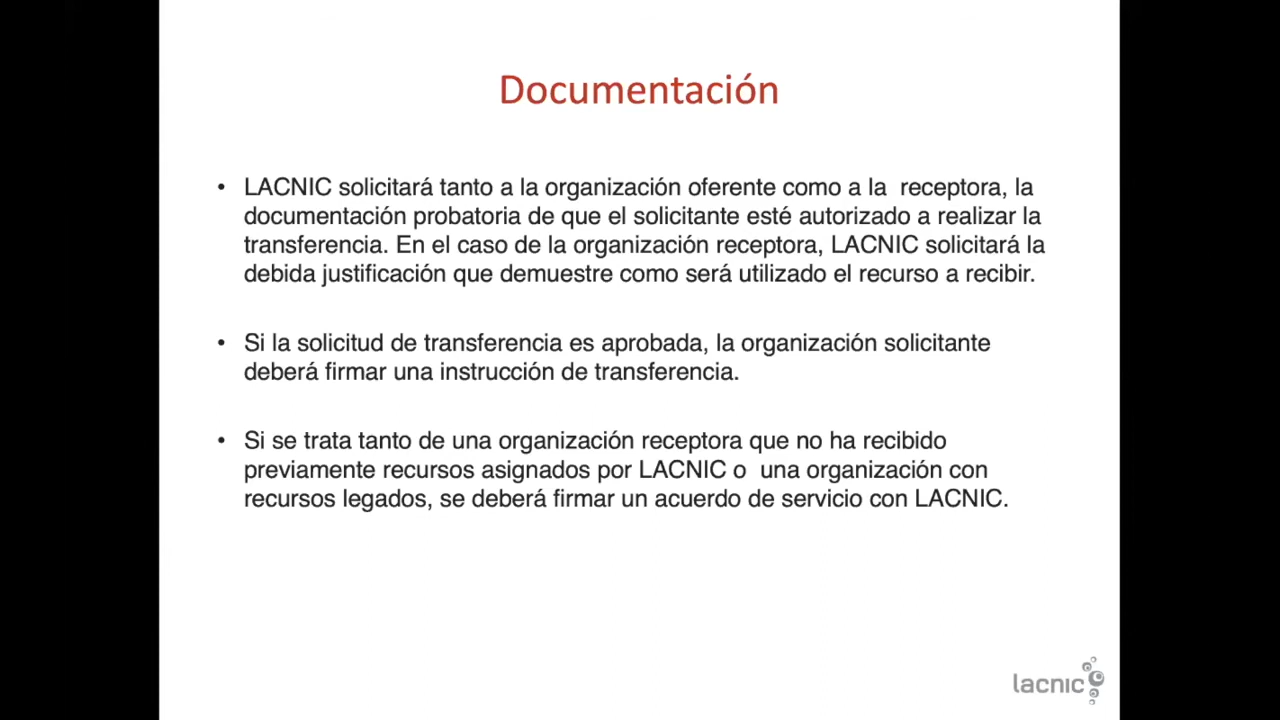 Documentación
• LACNIC solicitará tanto a la organización oferente como a la  receptora, la
documentación probatoria de que el solicitante esté autorizado a realizar la
transferencia. En el caso de la organización receptora, LACNIC solicitará la
debida justificación que demuestre como será utilizado el recurso a recibir.
• Si la solicitud de transferencia es aprobada, la organización solicitante
deberá firmar una instrucción de transferencia.
• Si se trata tanto de una organización receptora que no ha recibido
previamente recursos asignados por LACNIC o  una organización con
recursos legados, se deberá firmar un acuerdo de servicio con LACNIC.
lacnic